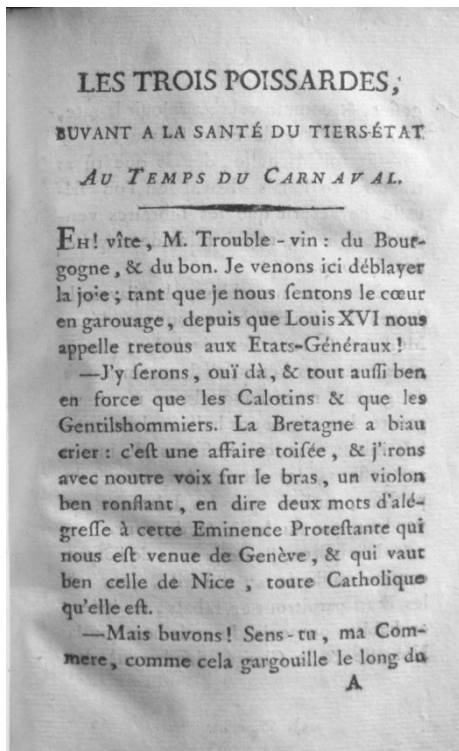 LES TROIS POISSARDES,
BUVANT A LA SANTÉ DU TIERS-ÉTAT
AU TEMPS DU CARNAVAL.
EH! vîte, M. Trouble-vin: du Bour-
gogne, & du bon. Je venons ici déblayer
la joie; tant que je nous ſentons le cœur
en garouage, depuis que Louis XVI nous
appelle tretous aux Etats-Généraux!
—J'y ſerons, ouï dà, & tout auſſi ben
en force que les Calotins & que les
Gentilshommiers. La Bretagne a biau
crier: c'eſt une affaire toiſée, & j'irons
avec noutre voix ſur le bras, un violon
ben ronflant, en dire deux mots d'alé-
greſſe à cette Eminence Proteſtante qui
nous eſt venue de Genève, & qui vaut
ben celle de Nice, toute Catholique
qu'elle eſt.
—Mais buvons! Sens-tu, ma Com-
mere, comme cela gargouille le long du
A